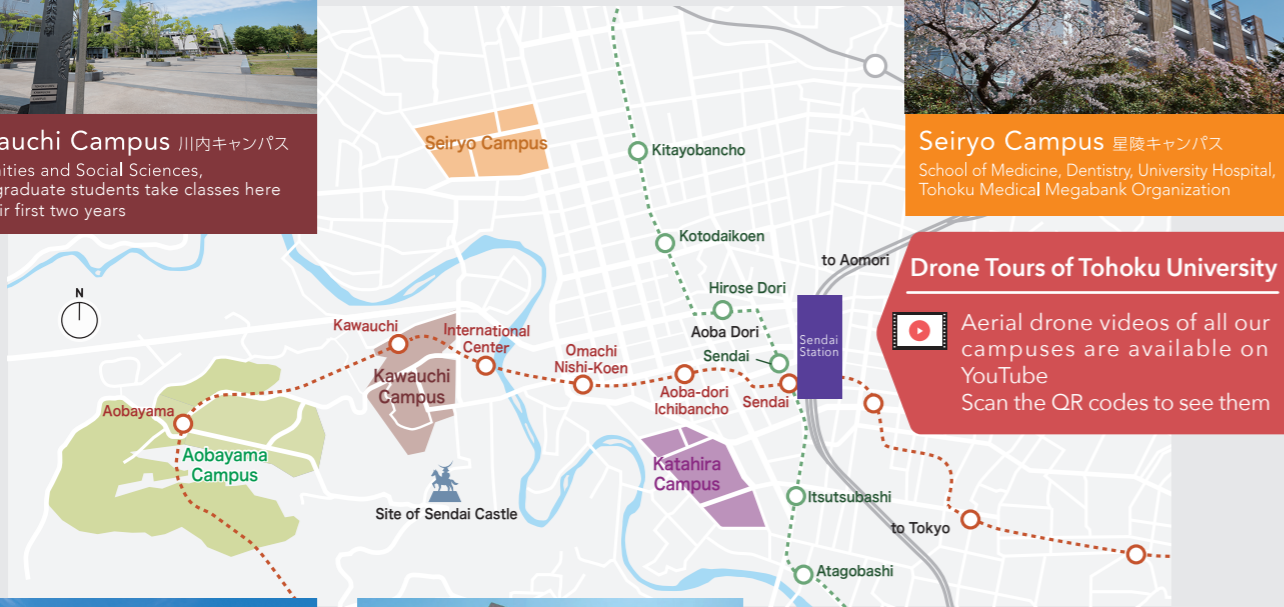 auchi Campus 川内キャンパス
ities and Social Sciences,
graduate students take classes here
ir first two years
Seiryo Campus 星陵キャンパス
School of Medicine, Dentistry, University Hospital,
Tohoku Medical Megabank Organization
Drone Tours of Tohoku University
Aerial drone videos of all our
campuses are available on
YouTube
Scan the QR codes to see them
Seiryo Campus
Kitayobancho
Kotodaikoen
to Aomori
Hirose Dori
Aoba Dori
Sendai
Sendai
Station
N
Kawauchi
International
Center
Omachi
Nishi-Koen
Aoba-dori
Ichibancho
Sendai
Kawauchi
Campus
Aobayama
Aobayama
Campus
Katahira
Campus
Site of Sendai Castle
Itsutsubashi
to Tokyo
Atagobashi